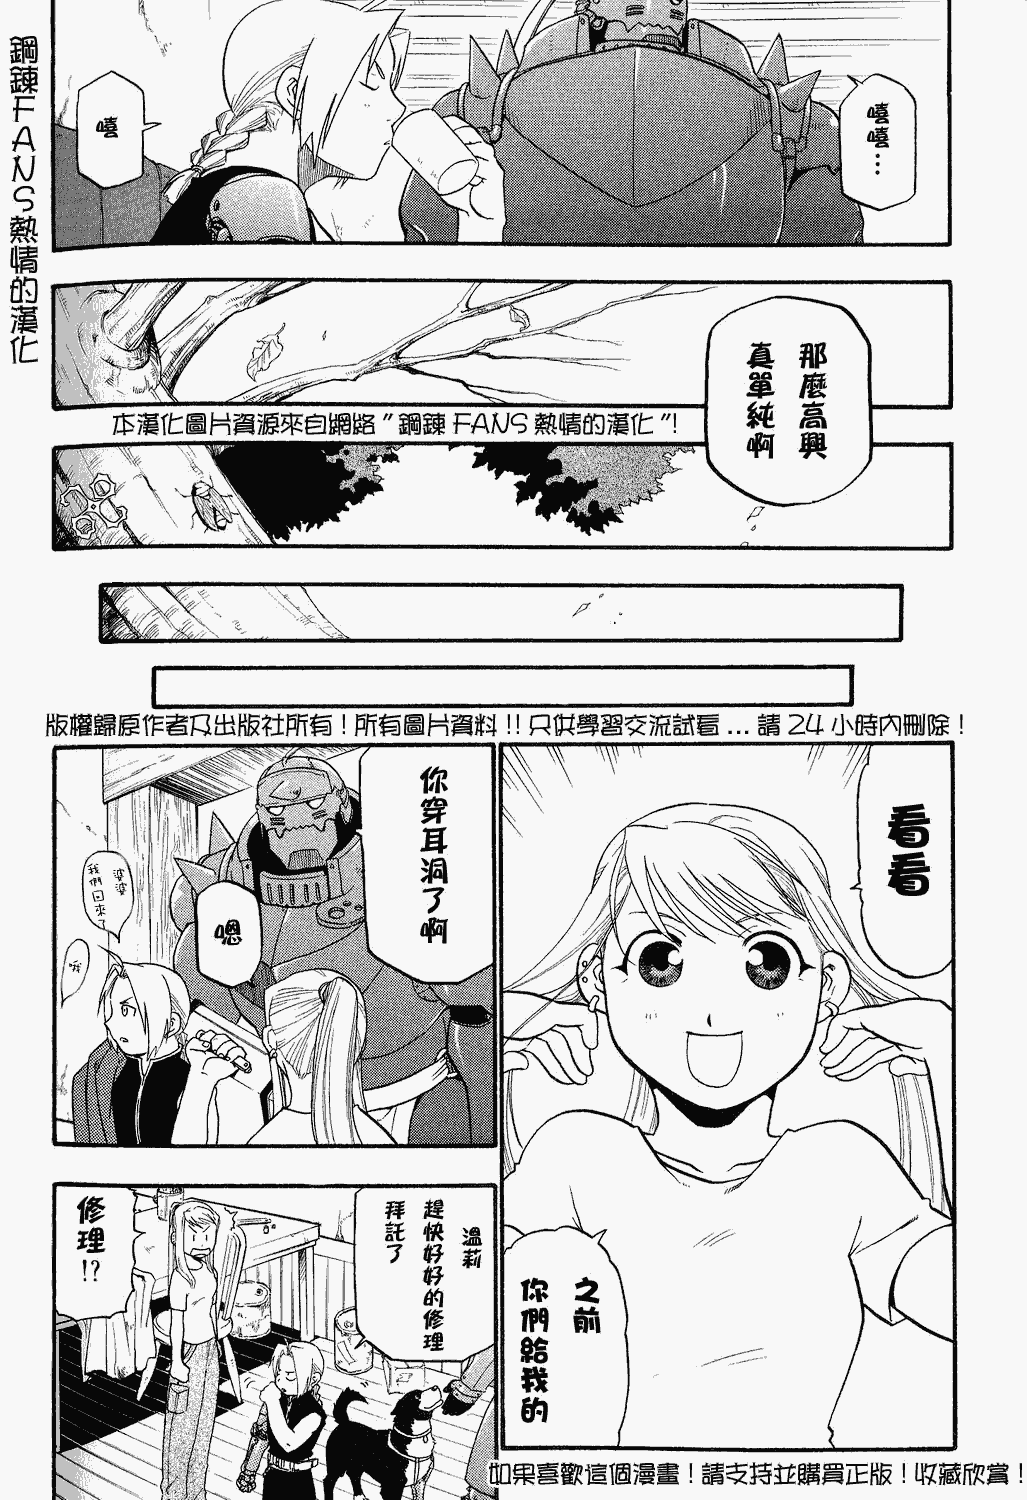 鋼鍊FANS熱情的漢化
嘻嘻…
嘻
那麼高興
真單純啊
本漢化圖片資源來自網路"鋼鍊FANS熱情的漢化"!
版權歸原作者及出版社所有！所有圖片資料!!只供學習交流試看...請24小時內刪除！
看看
之前
你們給我的
你穿耳洞了啊
嗯
婆婆
我們回來了
哦
溫莉
趕快好好的修理
拜託了
修理!?
如果喜歡這個漫畫！請支持並購買正版！收藏欣賞！